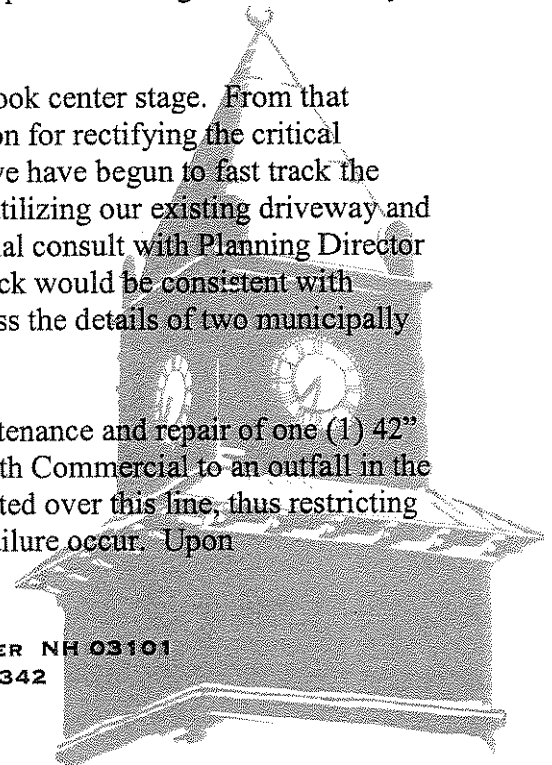 ook center stage. From that
on for rectifying the critical
ve have begun to fast track the
tilizing our existing driveway and
al consult with Planning Director
ck would be consistent with
ss the details of two municipally
tenance and repair of one (1) 42”
th Commercial to an outfall in the
ted over this line, thus restricting
ilure occur. Upon
ER NH 03101
342